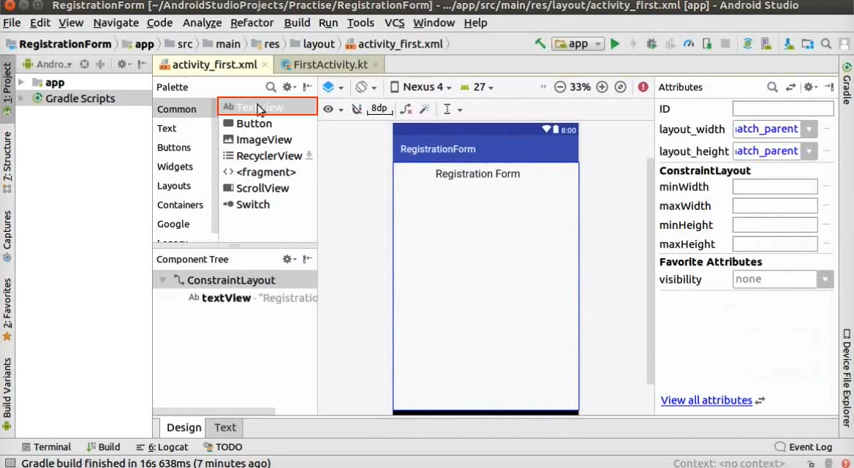 RegistrationForm [~/AndroidStudioProjects/Practise/RegistrationForm] - .../app/src/main/res/layout/activity_first.xml [app] - Android Studio
File Edit View Navigate Code Analyze Refactor Build Run Tools VCS Window Help
RegistrationForm app src main res layout activity_first.xml app
Andro..
activity_first.xml FirstActivity.kt
1: Project
7: Structure
Captures
2: Favorites
Build Variants
app
Gradle Scripts
Palette
Common
Text
Buttons
Widgets
Layouts
Containers
Google
Legacy
Ab TextView
Button
ImageView
RecyclerView
<fragment>
ScrollView
Switch
Component Tree
ConstraintLayout
Ab textView - "Registratio
Design Text
Nexus 4 27 33%
8dp
8:00
RegistrationForm
Registration Form
Attributes
ID
layout_width atch_parent
layout_height atch_parent
ConstraintLayout
minWidth
maxWidth
minHeight
maxHeight
Favorite Attributes
visibility none
View all attributes
Gradle
Device File Explorer
Terminal Build 6: Logcat TODO Event Log
Gradle build finished in 16s 638ms (7 minutes ago) Context: <no context>